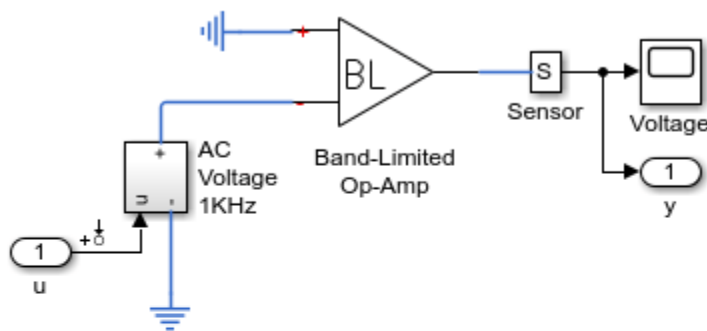 +
BL
-
S
Sensor
Voltage
Band-Limited
Op-Amp
AC
Voltage
1KHz
+
u
-
1
y
1
u
+